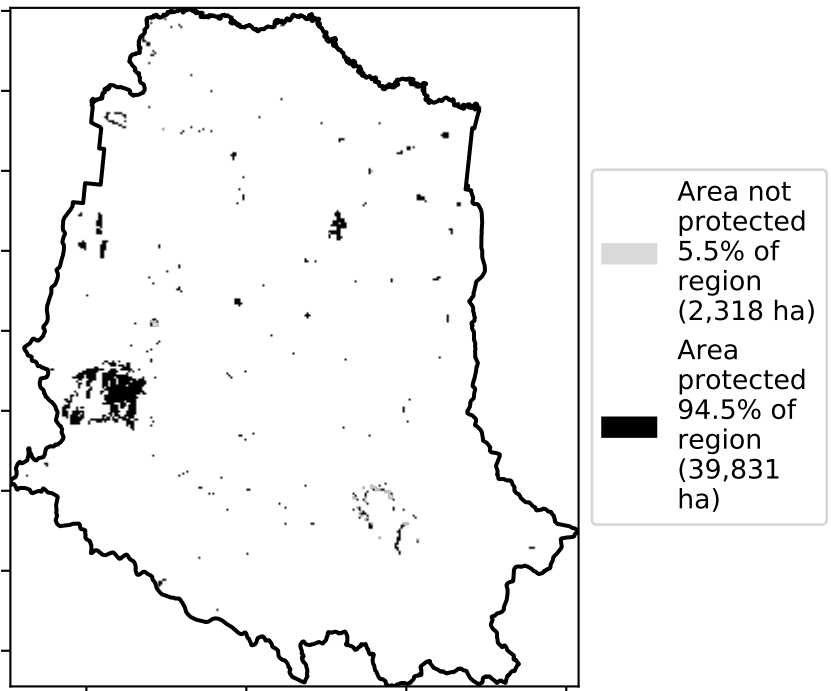 Area not
protected
5.5% of
region
(2,318 ha)
Area
protected
94.5% of
region
(39,831
ha)